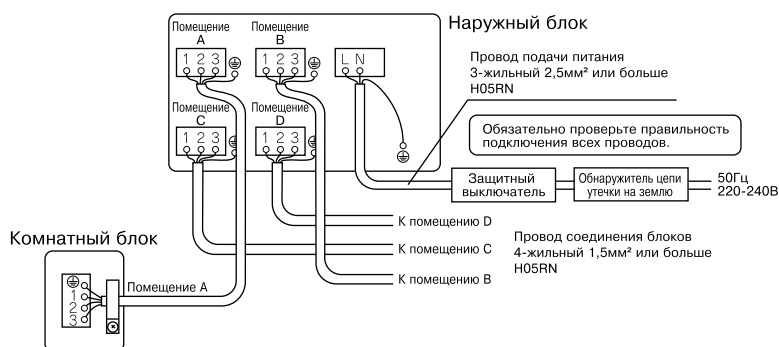 Наружный блок
Помещение
A
1 2 3
Помещение
B
1 2 3
L N
Помещение
C
1 2 3
Помещение
D
1 2 3
Провод подачи питания
3-жильный 2,5мм² или больше
H05RN
Обязательно проверьте правильность
подключения всех проводов.
Защитный
выключатель
Обнаружитель цепи
утечки на землю
50Гц
220-240В
К помещению D
К помещению C
К помещению B
Провод соединения блоков
4-жильный 1,5мм² или больше
H05RN
Комнатный блок
Помещение A
1
2
3